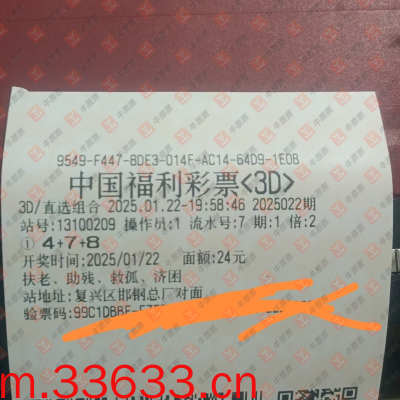 9549-F447-8DE3-014F-AC14-64D9-1E0B
中国福利彩票<3D>
3D/直选组合 2025.01.22-19:58:46 2025022期
站号:13100209 操作员:1 流水号:7 期:1 倍:2
① 4+7+8
开奖时间:2025/01/22 面额:24元
扶老、助残、救孤、济困
站地址:复兴区邯钢总厂对面
验票码:99C1DBBE
m.33633.cn